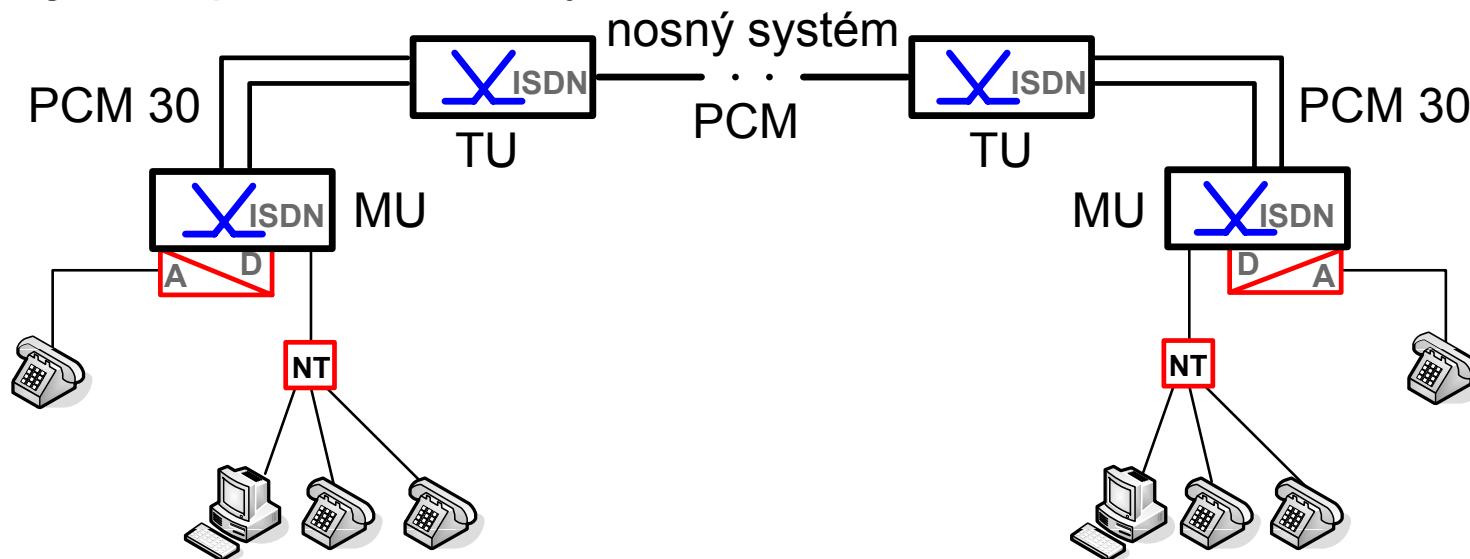 nosný systém
ISDN
ISDN
PCM 30
PCM
PCM 30
TU
TU
ISDN
MU
MU
ISDN
A
D
D
A
NT
NT